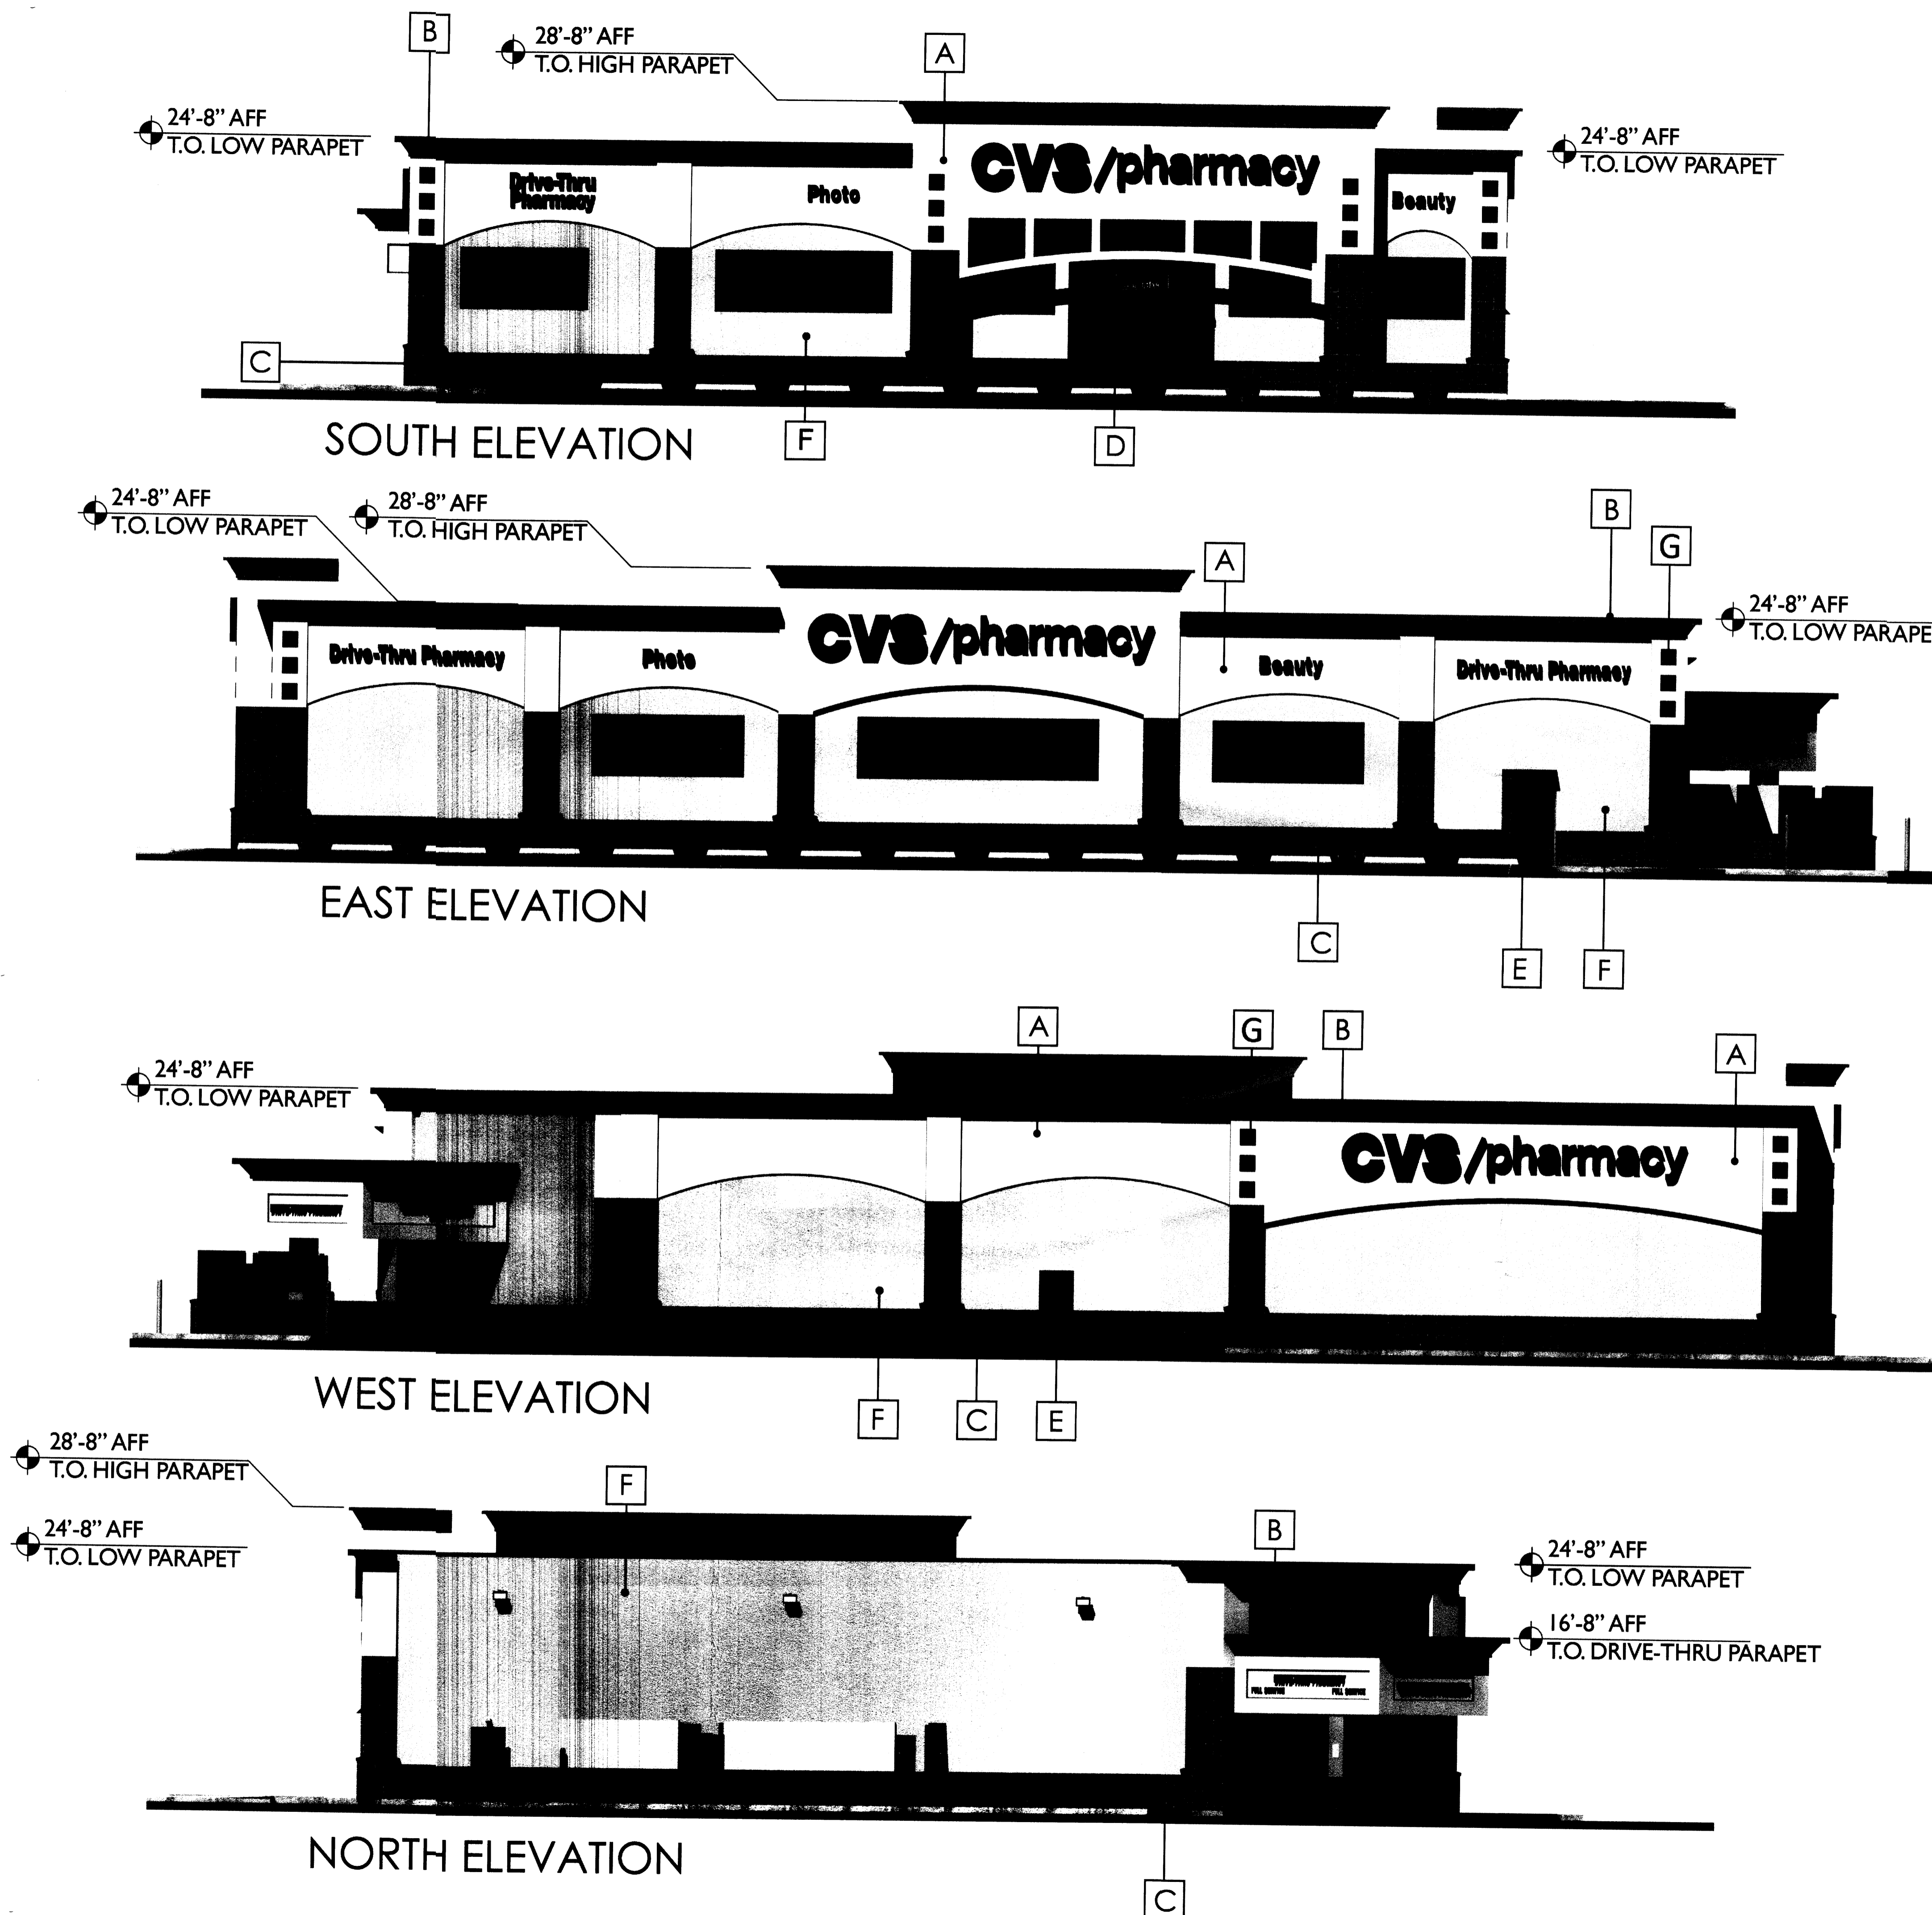 B
28'-8" AFF
T.O. HIGH PARAPET
A
24'-8" AFF
T.O. LOW PARAPET
24'-8" AFF
T.O. LOW PARAPET
CVS/pharmacy
Drive-Thru
Pharmacy
Photo
Beauty
C
F
D
SOUTH ELEVATION
24'-8" AFF
T.O. LOW PARAPET
28'-8" AFF
T.O. HIGH PARAPET
B
G
A
24'-8" AFF
T.O. LOW PARAPE
CVS/pharmacy
Drive-Thru Pharmacy
Photo
Beauty
Drive-Thru Pharmacy
EAST ELEVATION
C
E
F
A
G
B
A
24'-8" AFF
T.O. LOW PARAPET
CVS/pharmacy
WEST ELEVATION
F
C
E
28'-8" AFF
T.O. HIGH PARAPET
F
24'-8" AFF
T.O. LOW PARAPET
B
24'-8" AFF
T.O. LOW PARAPET
16'-8" AFF
T.O. DRIVE-THRU PARAPET
NORTH ELEVATION
C